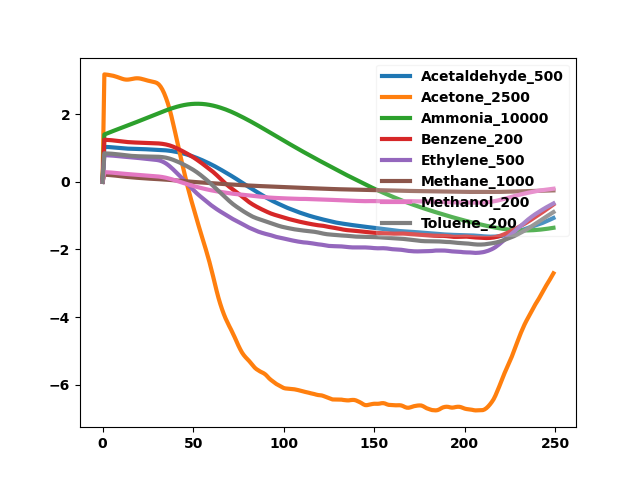 Acetaldehyde_500
Acetone_2500
Ammonia_10000
Benzene_200
Ethylene_500
Methane_1000
Methanol_200
Toluene_200
2
0
−2
−4
−6
0 50 100 150 200 250